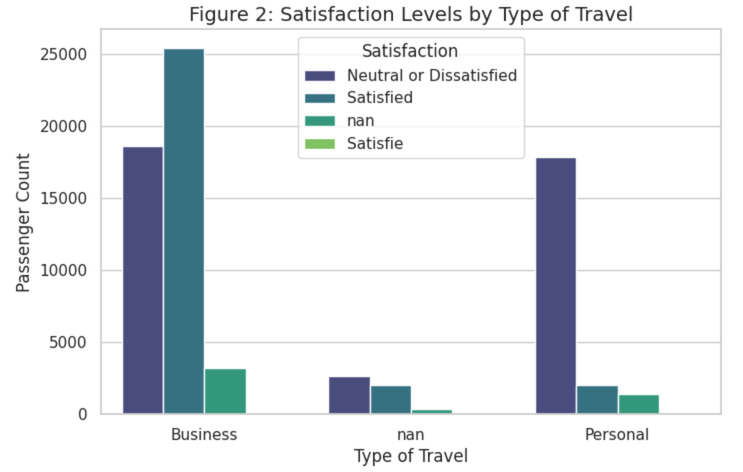 Figure 2: Satisfaction Levels by Type of Travel
Satisfaction
Neutral or Dissatisfied
Satisfied
nan
Satisfie
25000
20000
15000
10000
5000
0
Passenger Count
Business
nan
Personal
Type of Travel